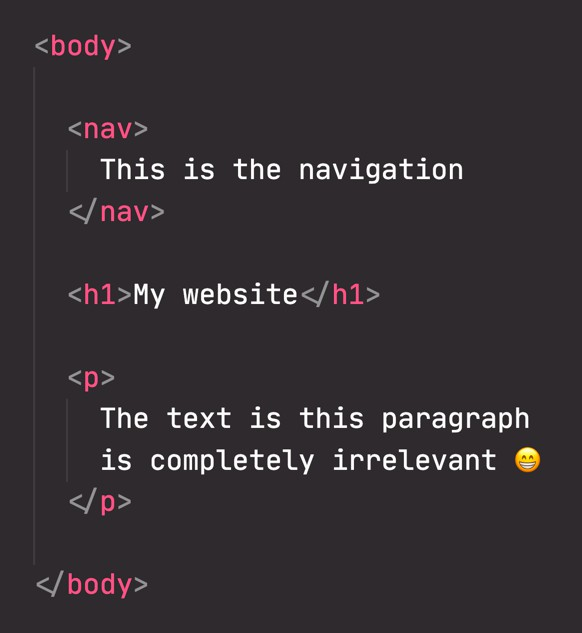 <body>
<nav>
This is the navigation
</nav>
<h1>My website</h1>
<p>
The text is this paragraph
is completely irrelevant 😁
</p>
</body>